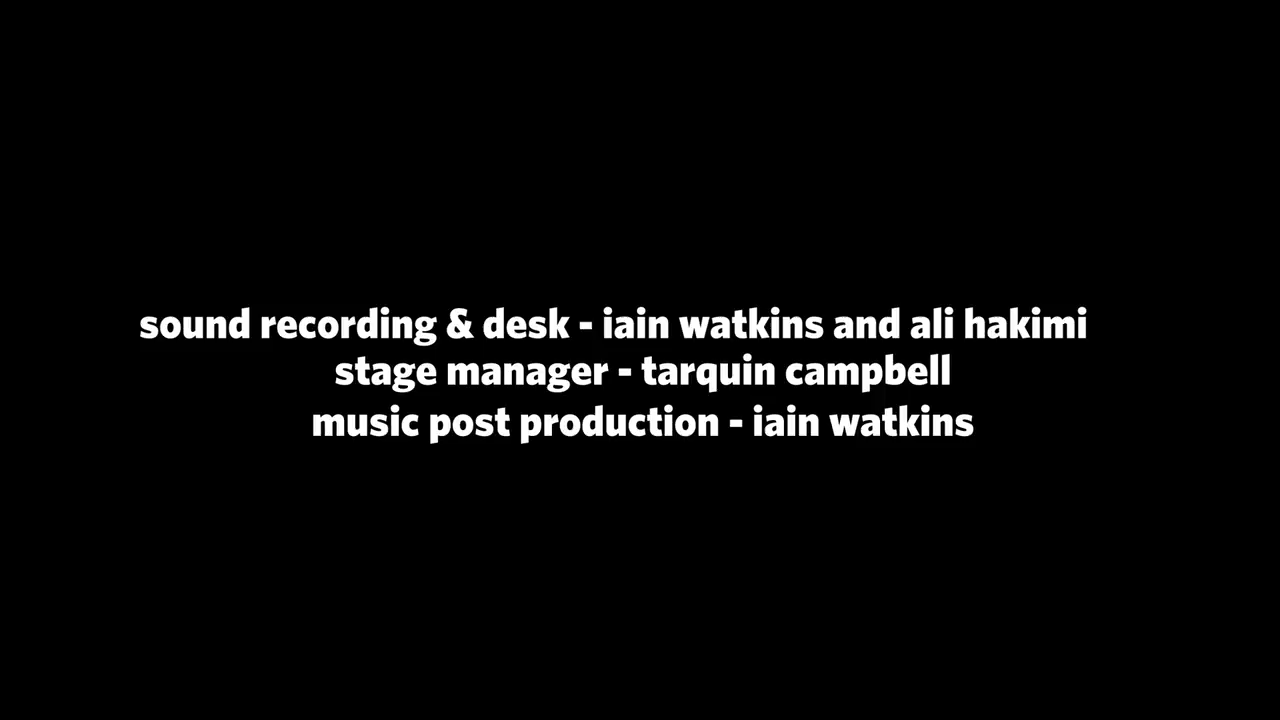 sound recording & desk - iain watkins and ali hakimi
stage manager - tarquin campbell
music post production - iain watkins